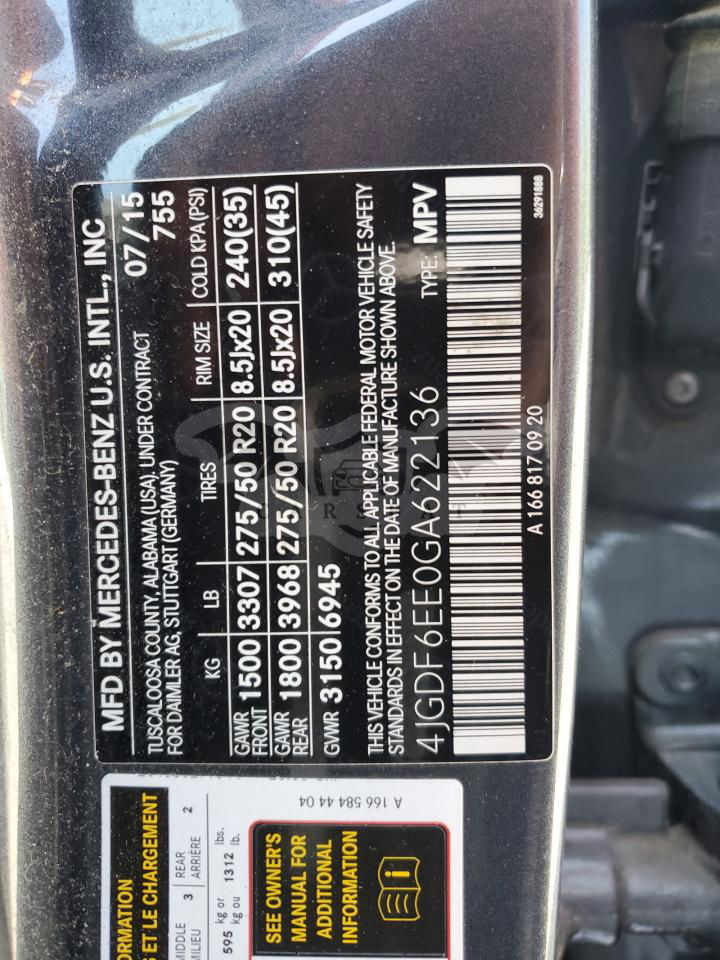 MFD BY MERCEDES-BENZ U.S. INTL., INC
TUSCALOOSA COUNTY, ALABAMA (USA), UNDER CONTRACT 07/15
FOR DAIMLER AG, STUTTGART (GERMANY) 755
KG LB TIRES RIM SIZE COLD KPA (PSI)
GAWR FRONT 1500 3307 275/50 R20 8.5Jx20 240(35)
GAWR REAR 1800 3968 275/50 R20 8.5Jx20 310(45)
GVWR 3150 6945
THIS VEHICLE CONFORMS TO ALL APPLICABLE FEDERAL MOTOR VEHICLE SAFETY
STANDARDS IN EFFECT ON THE DATE OF MANUFACTURE SHOWN ABOVE.
4JGDF6EE0GA622136 TYPE: MPV
A 166 817 09 20 36291888
A 166 584 44 04
S ET LE CHARGEMENT
MIDDLE 3 REAR 2
MILIEU ARRIÈRE
595 kg or 1312 lbs.
kg ou lb.
SEE OWNER'S
MANUAL FOR
ADDITIONAL
INFORMATION